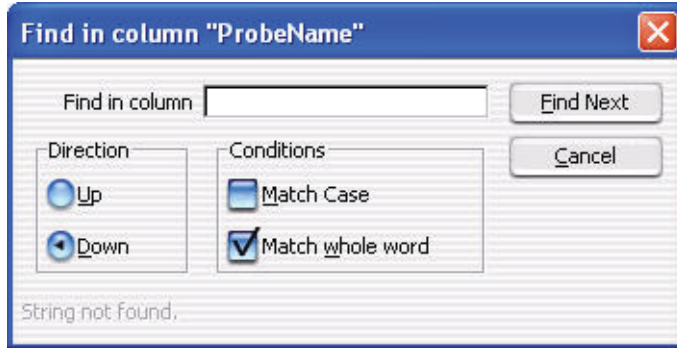 Find in column "ProbeName"
Find in column
Find Next
Direction
Conditions
Cancel
Up
Match Case
Down
Match whole word
String not found.